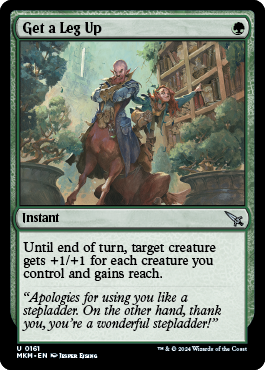 Get a Leg Up
Instant
Until end of turn, target creature
gets +1/+1 for each creature you
control and gains reach.
“Apologies for using you like a
stepladder. On the other hand, thank
you, you’re a wonderful stepladder!”
U 0161
MKM • EN Jesper Ejsing
™ & © 2024 Wizards of the Coast